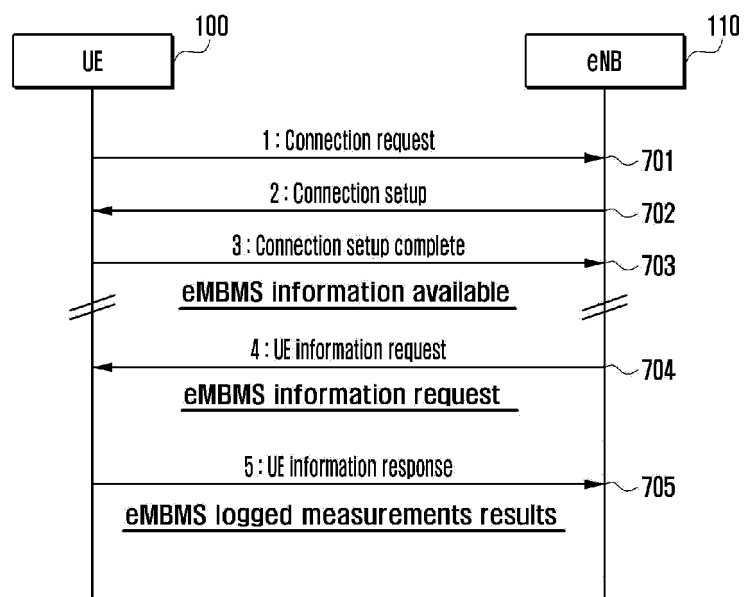 100
110
UE
eNB
1 : Connection request
701
2 : Connection setup
702
3 : Connection setup complete
703
eMBMS information available
4 : UE information request
704
eMBMS information request
5 : UE information response
705
eMBMS logged measurements results